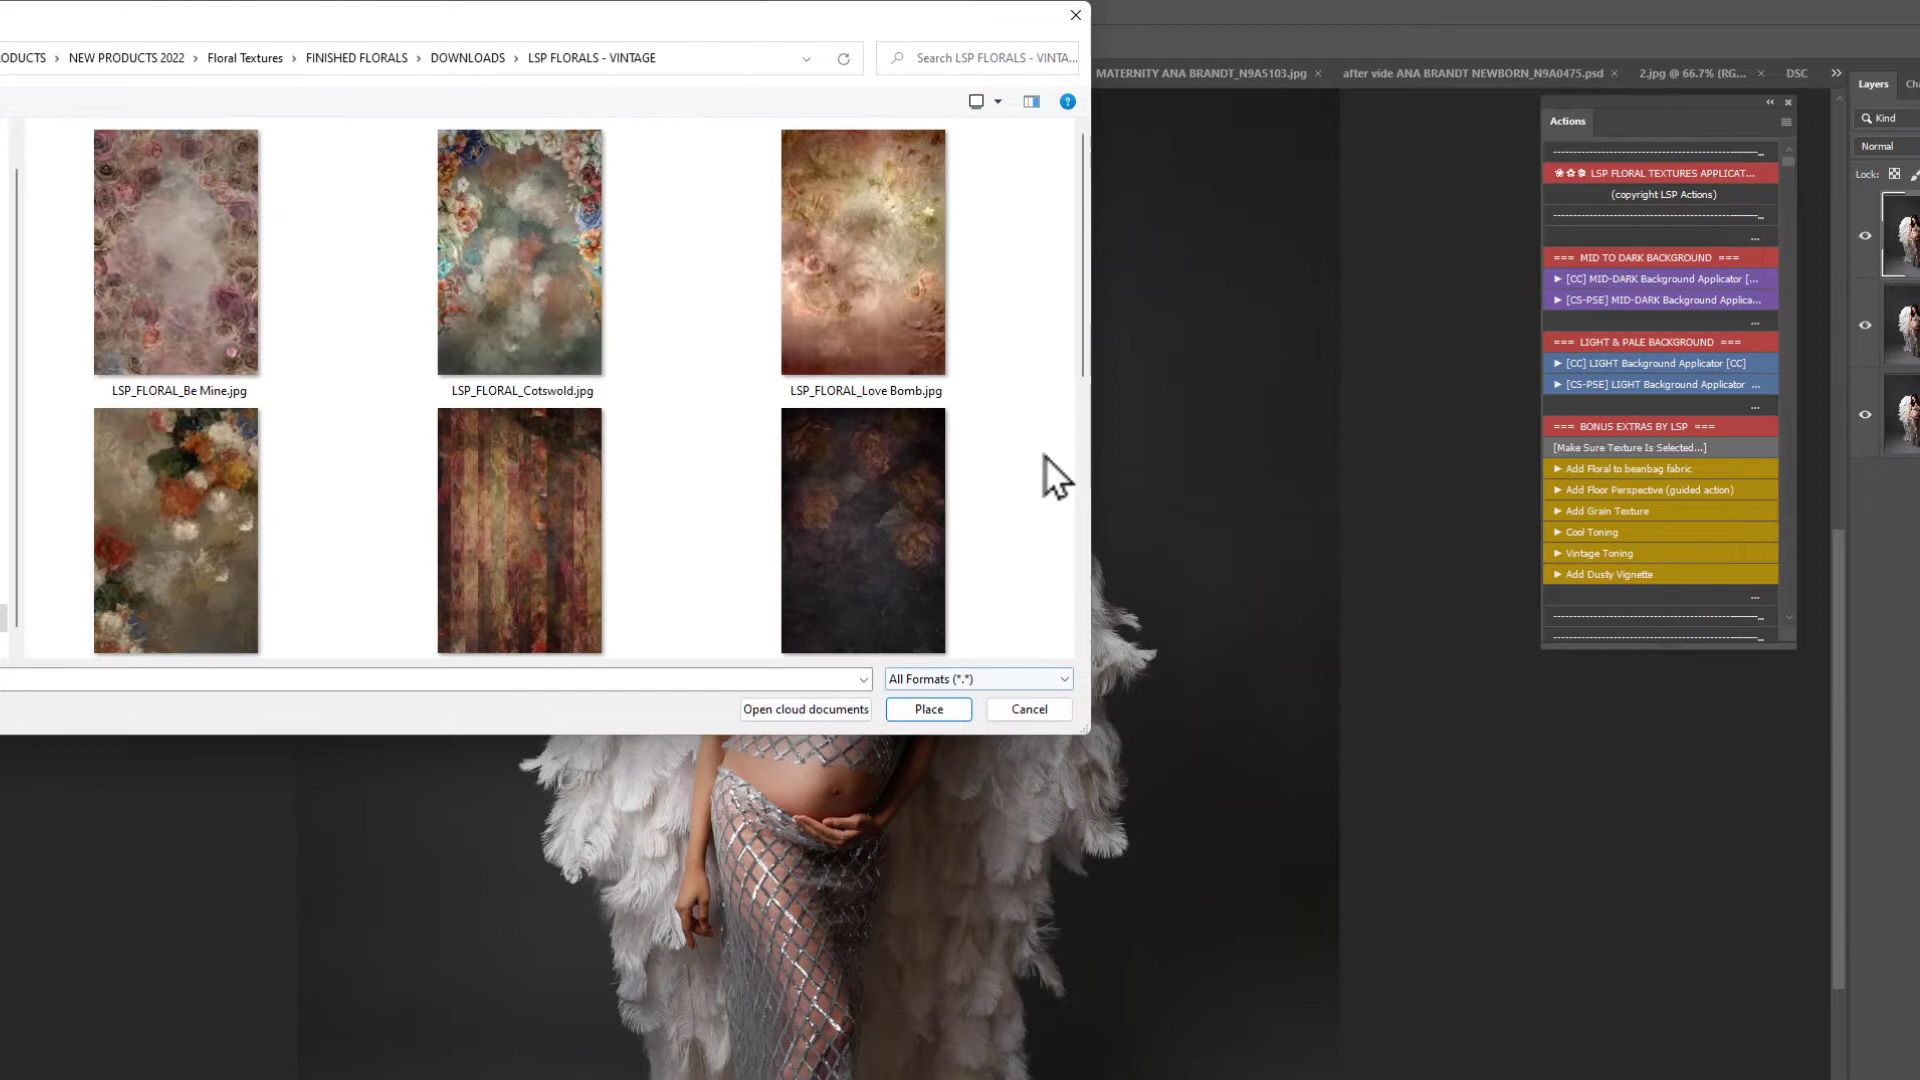 ODUCTS > NEW PRODUCTS 2022 > Floral Textures > FINISHED FLORALS > DOWNLOADS > LSP FLORALS - VINTAGE
Search LSP FLORALS - VINTA...
LSP_FLORAL_Be Mine.jpg
LSP_FLORAL_Cotswold.jpg
LSP_FLORAL_Love Bomb.jpg
All Formats (*.*)
Open cloud documents
Place
Cancel
MATERNITY ANA BRANDT_N9A5103.jpg ×
after vide ANA BRANDT NEWBORN_N9A0475.psd ×
2.jpg @ 66.7% (RG... ×
DSC
Actions
LSP FLORAL TEXTURES APPLICAT...
(copyright LSP Actions)
...
=== MID TO DARK BACKGROUND ===
[CC] MID-DARK Background Applicator [...
[CS-PSE] MID-DARK Background Applica...
...
=== LIGHT & PALE BACKGROUND ===
[CC] LIGHT Background Applicator [CC]
[CS-PSE] LIGHT Background Applicator ...
...
=== BONUS EXTRAS BY LSP ===
[Make Sure Texture Is Selected...]
Add Floral to beanbag fabric
Add Floor Perspective (guided action)
Add Grain Texture
Cool Toning
Vintage Toning
Add Dusty Vignette
...
Layers
Cha
Kind
Normal
Lock: